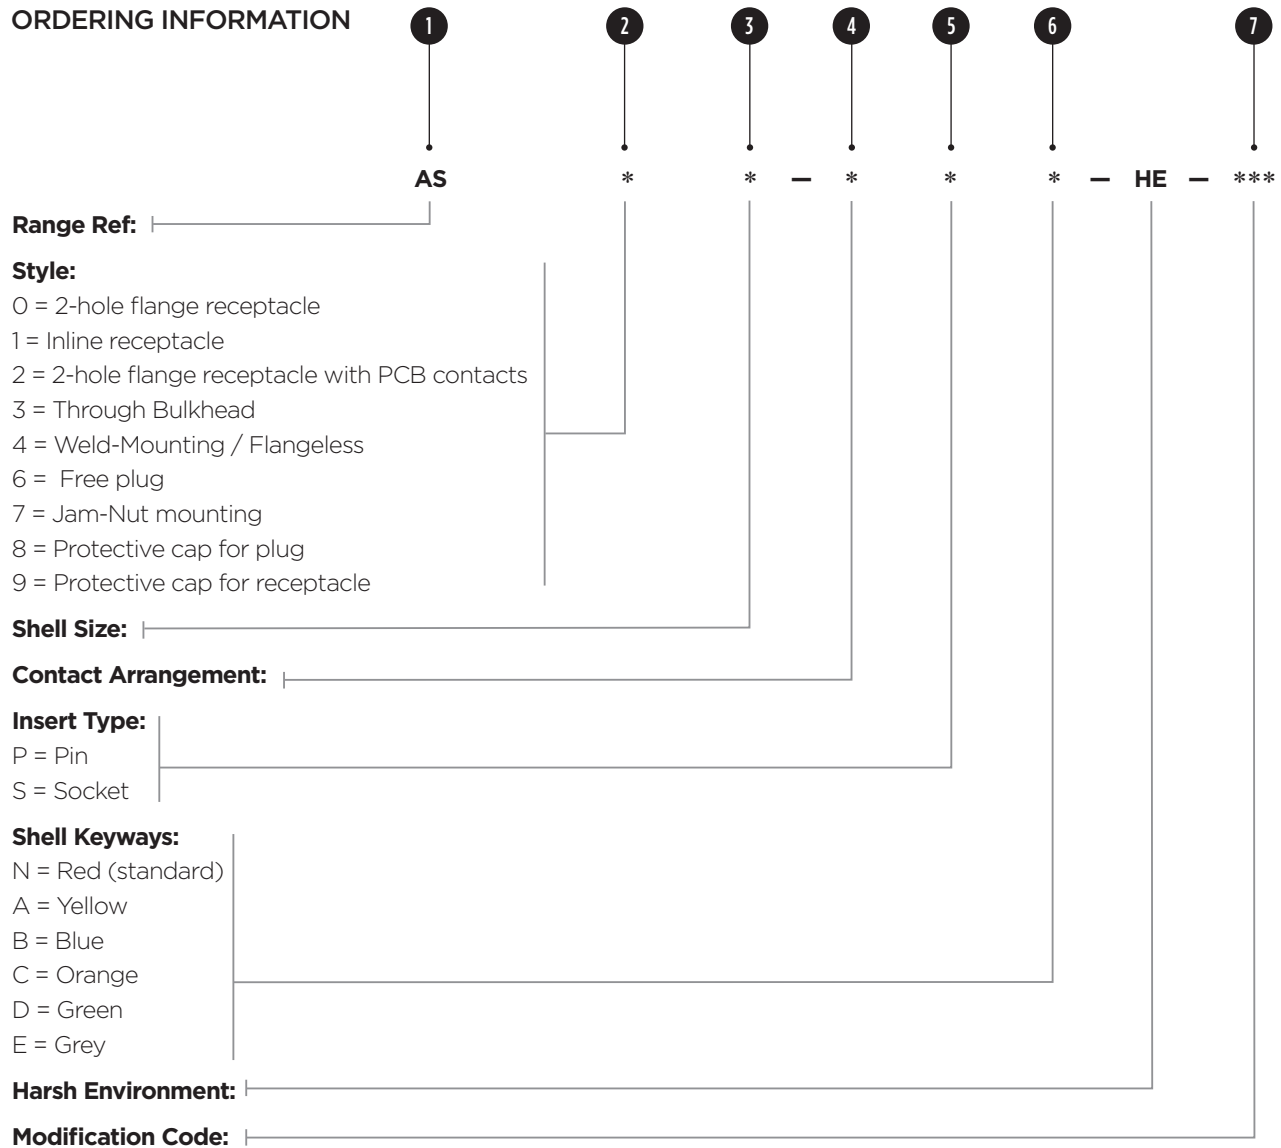 ORDERING INFORMATION 1 2 3 4 5 6 7
AS * * – * * * – HE – ***
Range Ref:
Style:
0 = 2-hole flange receptacle
1 = Inline receptacle
2 = 2-hole flange receptacle with PCB contacts
3 = Through Bulkhead
4 = Weld-Mounting / Flangeless
6 = Free plug
7 = Jam-Nut mounting
8 = Protective cap for plug
9 = Protective cap for receptacle
Shell Size:
Contact Arrangement:
Insert Type:
P = Pin
S = Socket
Shell Keyways:
N = Red (standard)
A = Yellow
B = Blue
C = Orange
D = Green
E = Grey
Harsh Environment:
Modification Code: